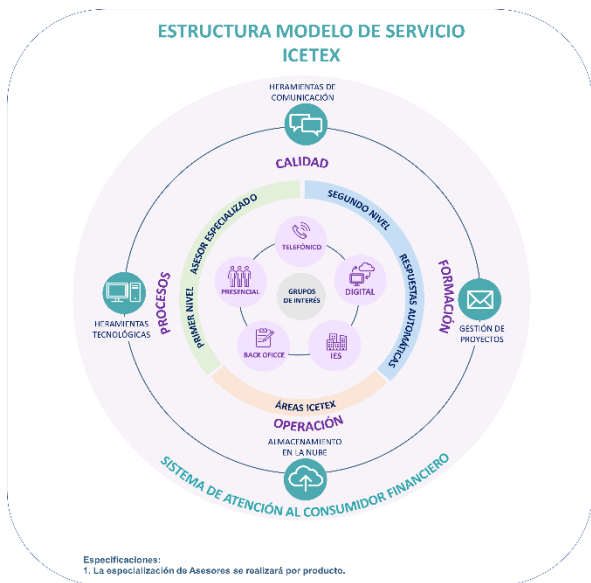 ESTRUCTURA MODELO DE SERVICIO
ICETEX
HERAMIENTAS DE
COMUNICACIÓN
CALIDAD
ASESOR ESPECIALIZADO
SEGUNDO NIVEL
TELEFÓNICO
PRESENCIAL
DIGITAL
GRUPOS
DE INTERÉS
PROCESOS
PRIMER NIVEL
RESPUESTAS AUTOMÁTICAS
FORMACIÓN
HERAMIENTAS
TECNOLÓGICAS
GESTIÓN DE
PROYECTOS
BACK OFICCE
IES
ÁREAS ICETEX
OPERACIÓN
ALMACENAMIENTO
EN LA NUBE
SISTEMA DE ATENCIÓN AL CONSUMIDOR FINANCIERO
Especificaciones:
1. La especialización de Asesores se realizará por producto.